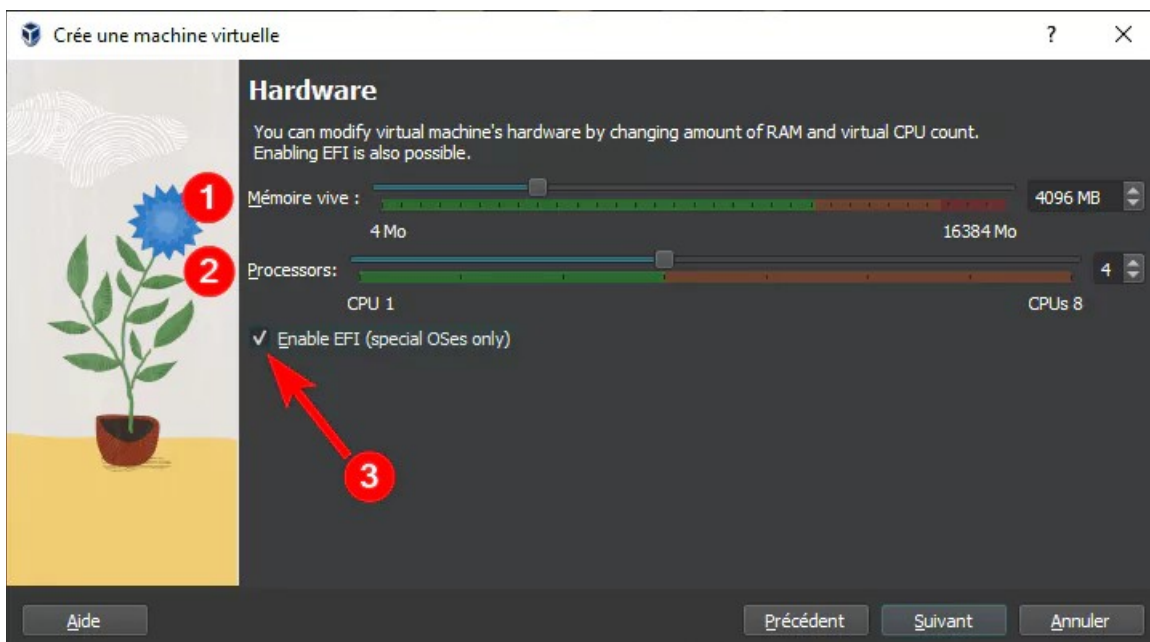 Crée une machine virtuelle
Hardware
You can modify virtual machine's hardware by changing amount of RAM and virtual CPU count.
Enabling EFI is also possible.
1
Mémoire vive :
4096 MB
4 Mo
16384 Mo
2
Processors:
4
CPU 1
CPUs 8
Enable EFI (special OSes only)
3
Aide
Précédent
Suivant
Annuler